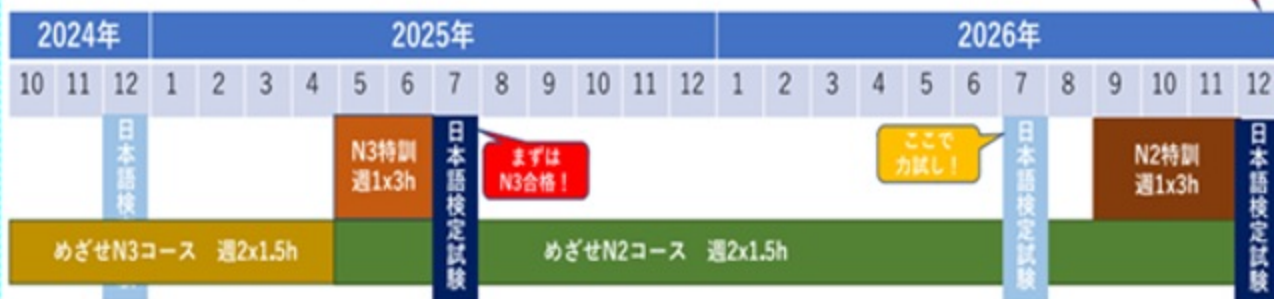 2024年 2025年 2026年
10 11 12 1 2 3 4 5 6 7 8 9 10 11 12 1 2 3 4 5 6 7 8 9 10 11 12
日本語検
N3特訓
週1x3h
日本語検定試験
まずは
N3合格！
ここで
力試し！
日本語検定試験
N2特訓
週1x3h
日本語検定試験
めざせN3コース 週2x1.5h
めざせN2コース 週2x1.5h